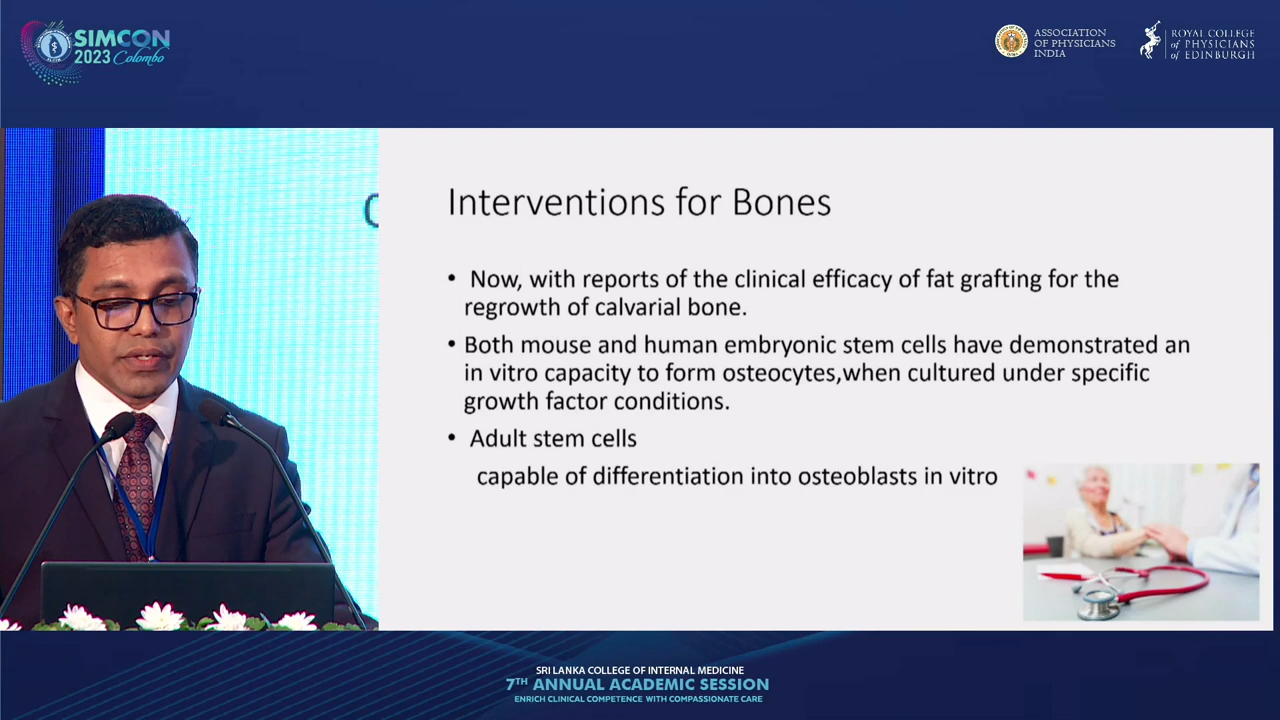 SIMCON
2023 Colombo
ASSOCIATION
OF PHYSICIANS
INDIA
ROYAL COLLEGE
of PHYSICIANS
of EDINBURGH
Interventions for Bones
• Now, with reports of the clinical efficacy of fat grafting for the
regrowth of calvarial bone.
• Both mouse and human embryonic stem cells have demonstrated an
in vitro capacity to form osteocytes,when cultured under specific
growth factor conditions.
• Adult stem cells
capable of differentiation into osteoblasts in vitro
SRI LANKA COLLEGE OF INTERNAL MEDICINE
7TH ANNUAL ACADEMIC SESSION
ENRICH CLINICAL COMPETENCE WITH COMPASSIONATE CARE